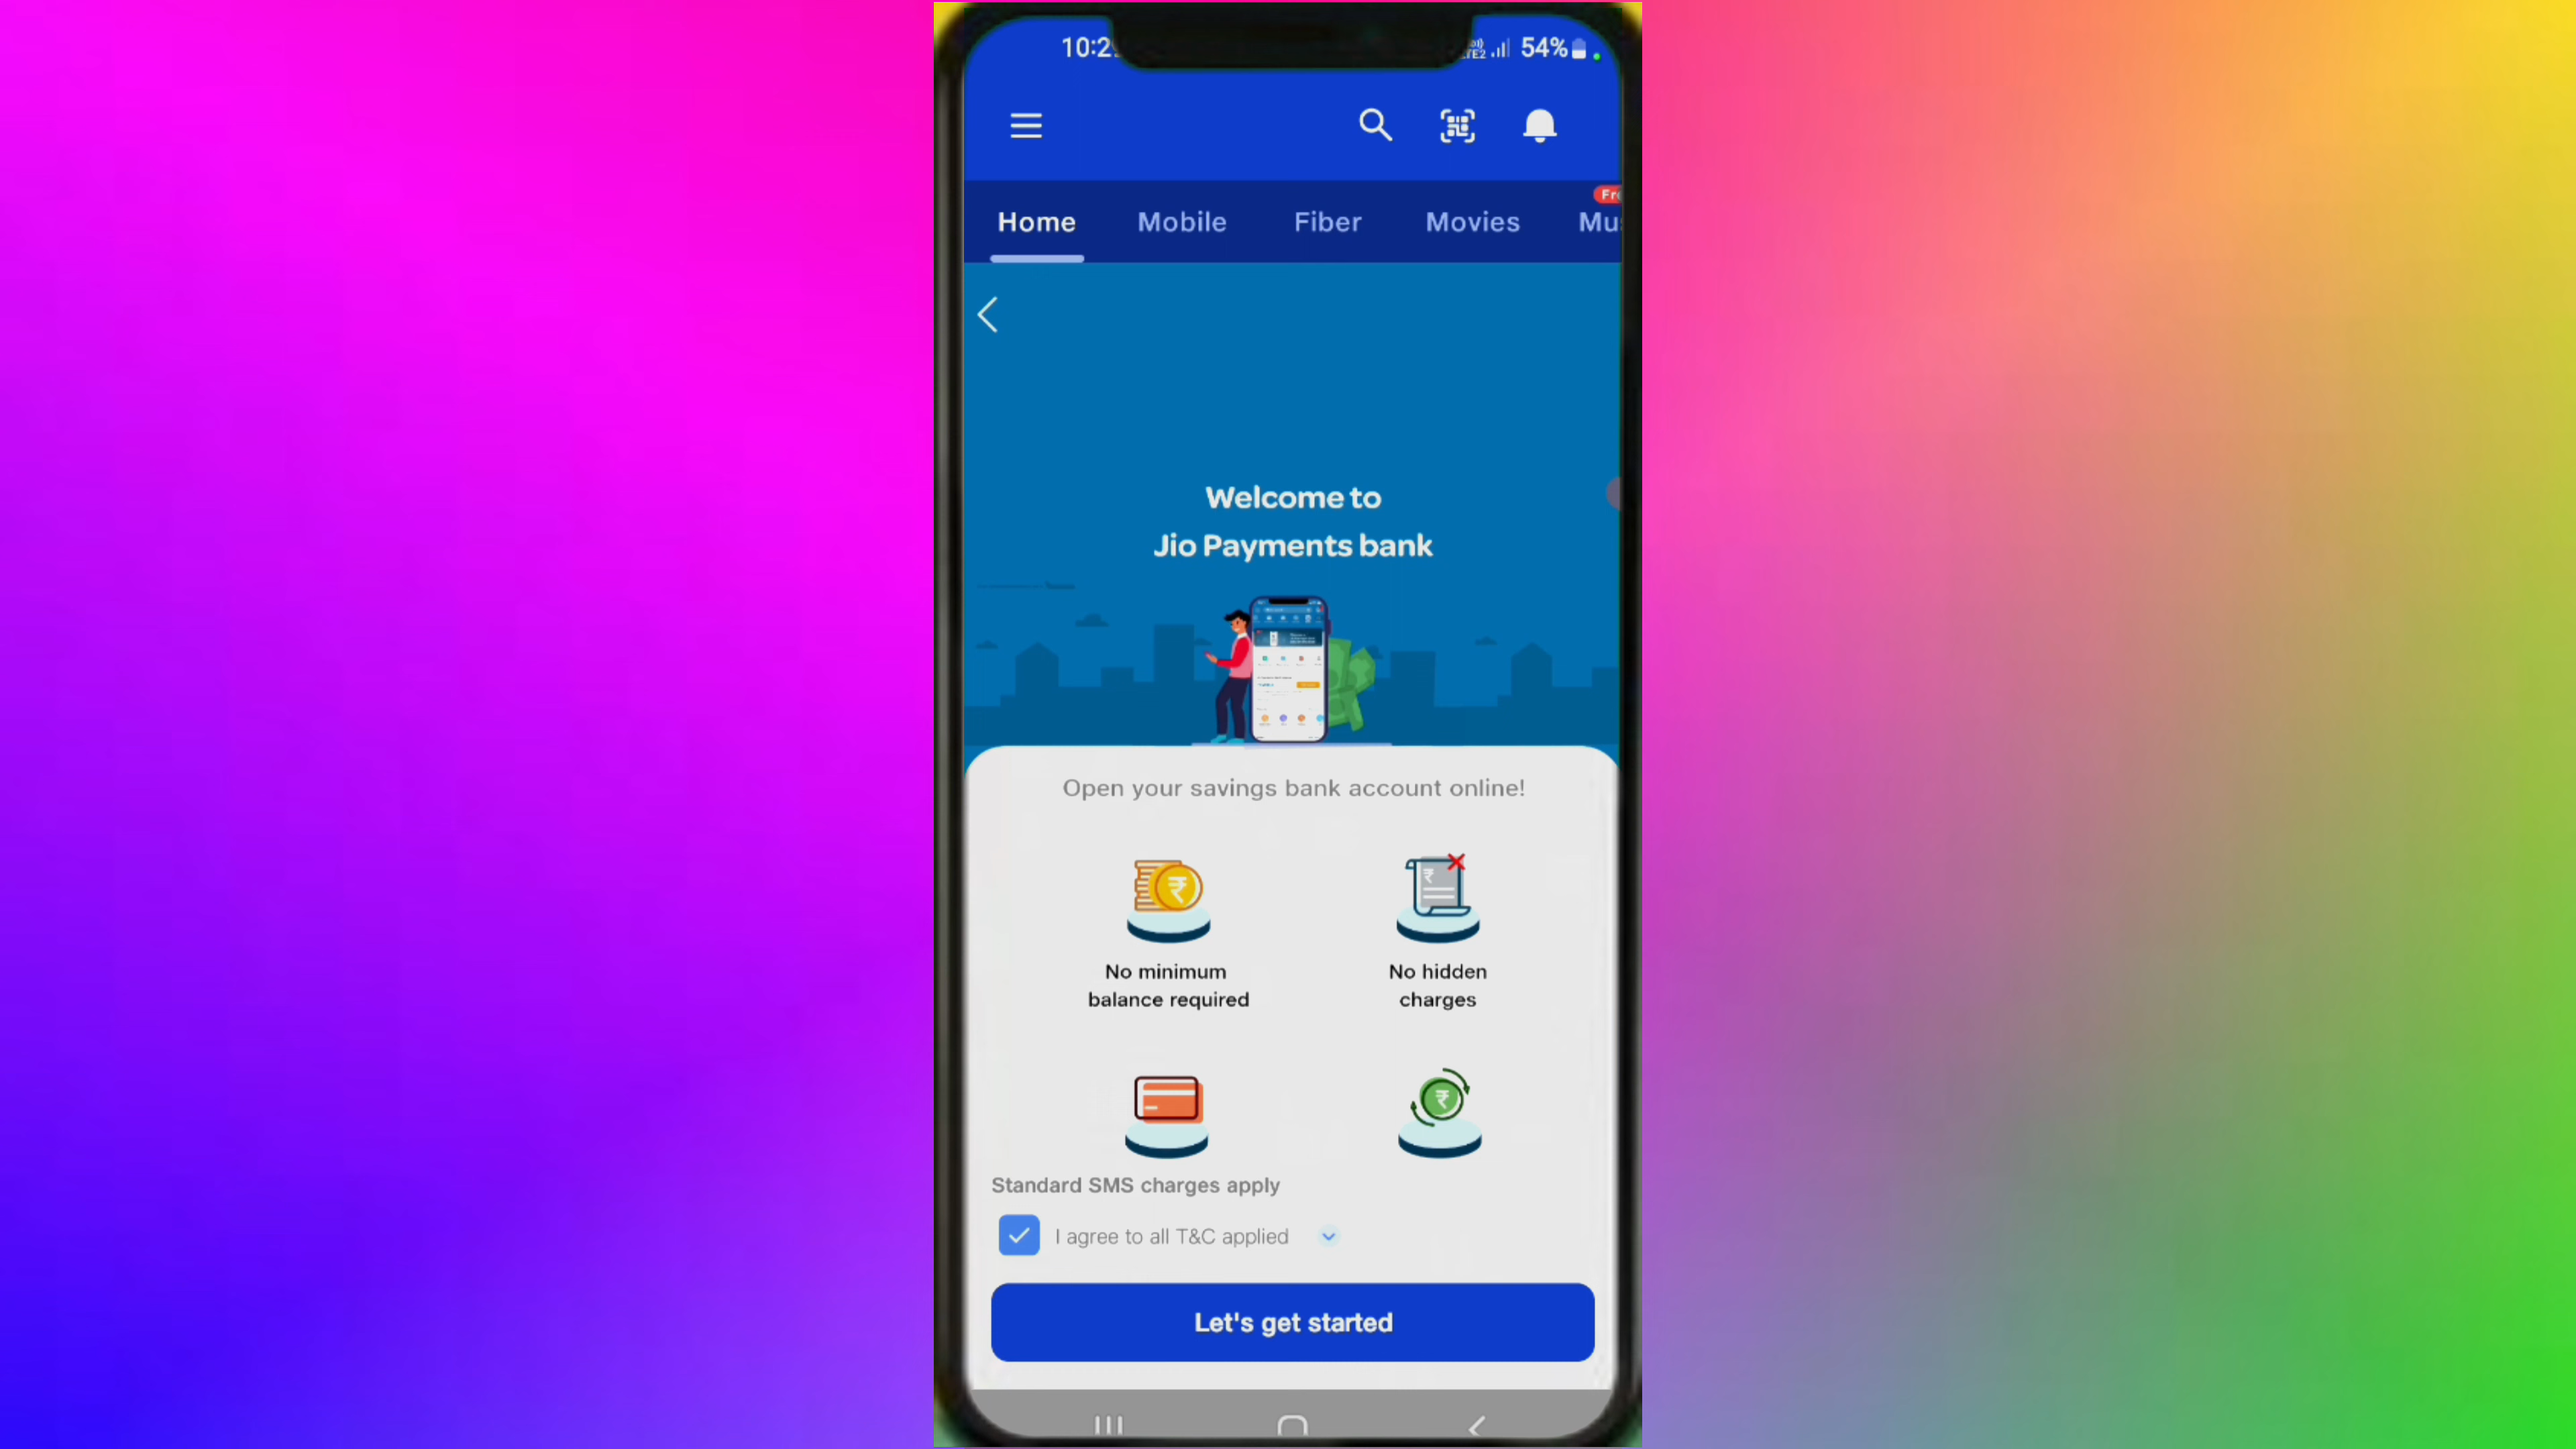 54%
Home Mobile Fiber Movies
Welcome to
Jio Payments bank
Open your savings bank account online!
No minimum
balance required
No hidden
charges
Standard SMS charges apply
I agree to all T&C applied
Let's get started